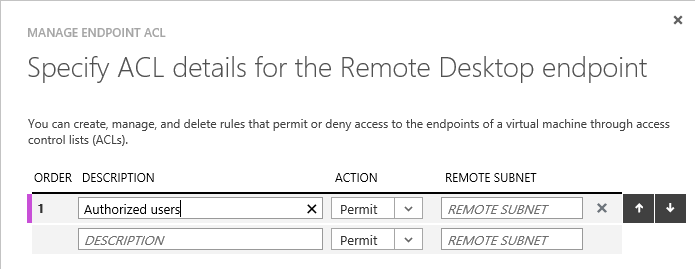 MANAGE ENDPOINT ACL
Specify ACL details for the Remote Desktop endpoint
You can create, manage, and delete rules that permit or deny access to the endpoints of a virtual machine through access
control lists (ACLs).
ORDER DESCRIPTION ACTION REMOTE SUBNET
1 Authorized users Permit REMOTE SUBNET
DESCRIPTION Permit REMOTE SUBNET